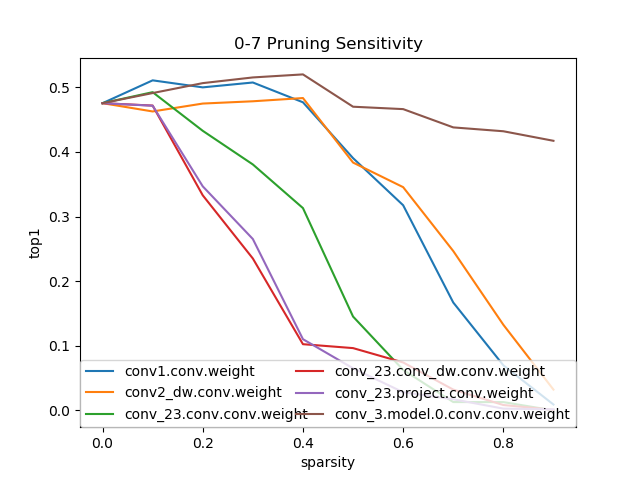 0-7 Pruning Sensitivity
top1
0.5
0.4
0.3
0.2
0.1
0.0
conv1.conv.weight
conv2_dw.conv.weight
conv_23.conv.conv.weight
conv_23.conv_dw.conv.weight
conv_23.project.conv.weight
conv_3.model.0.conv.conv.weight
0.0 0.2 0.4 0.6 0.8
sparsity